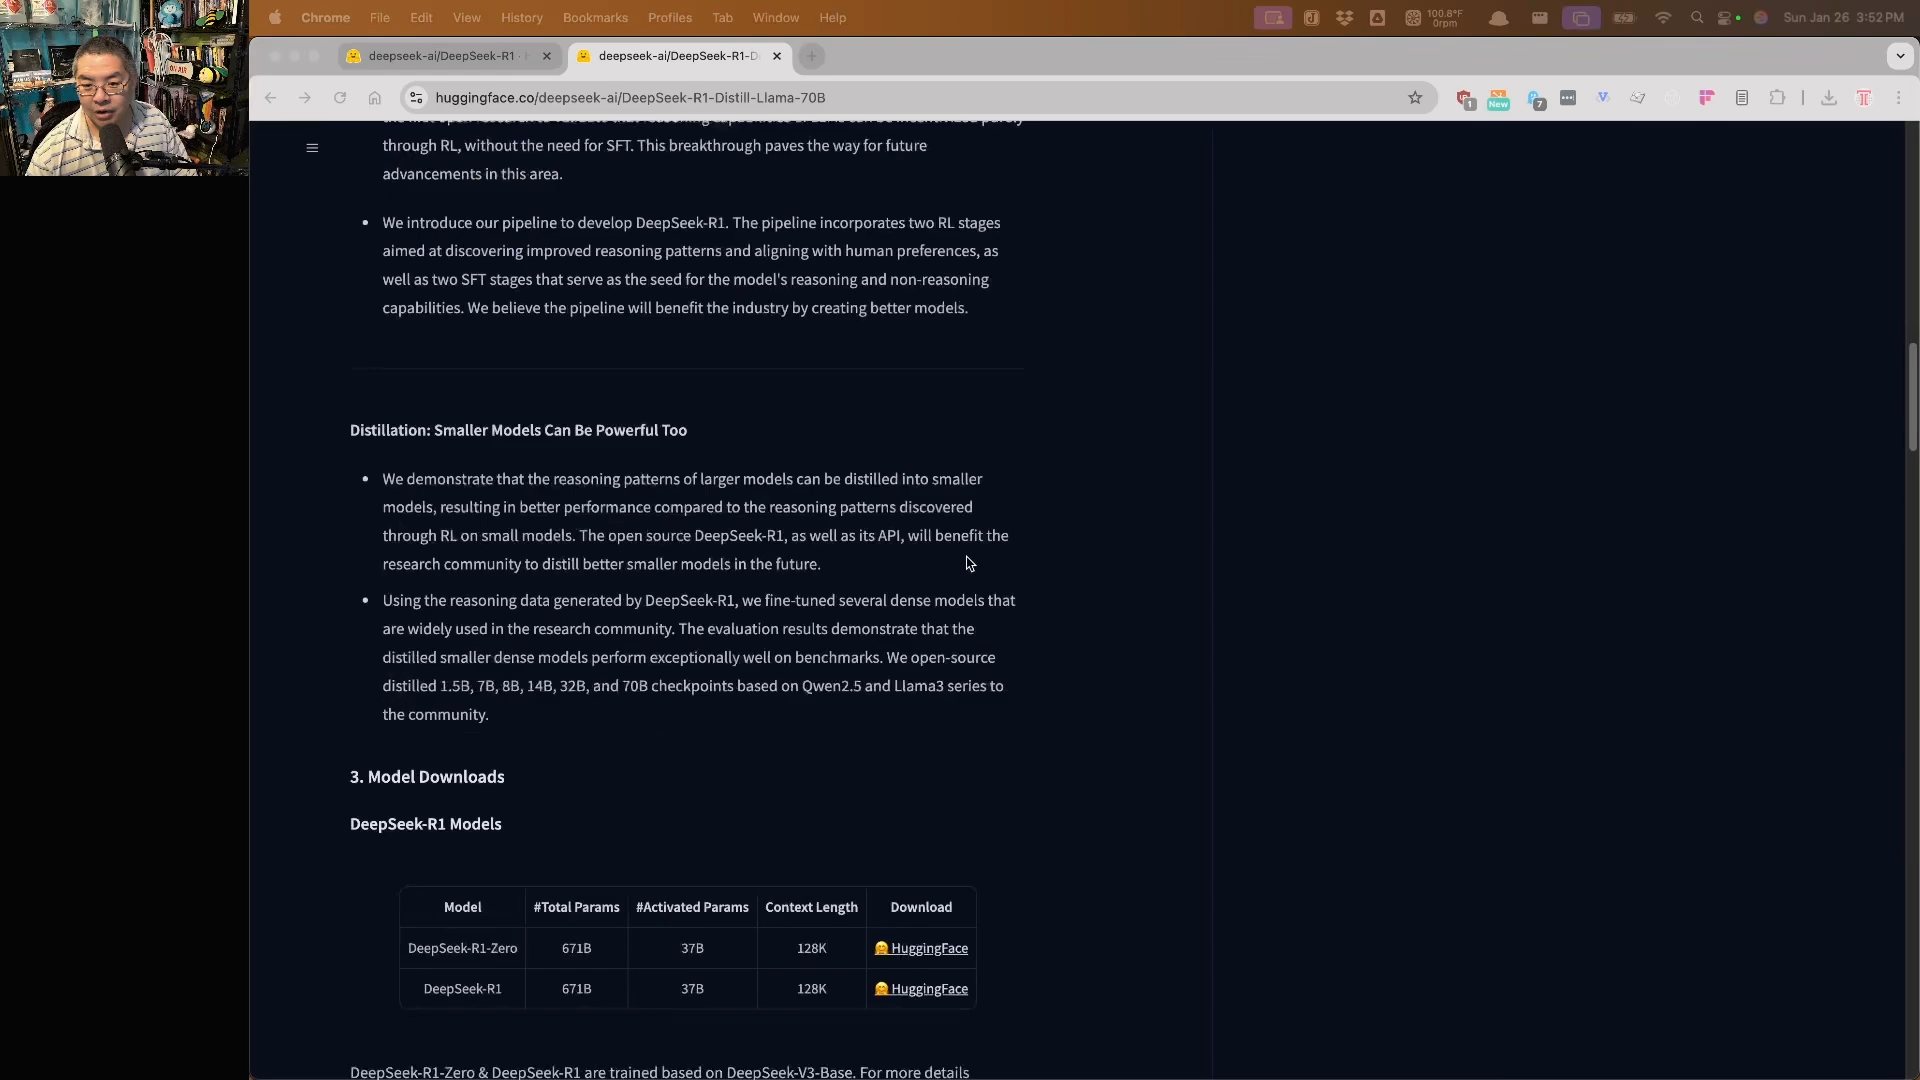 Chrome File Edit View History Bookmarks Profiles Tab Window Help
100.8°F
0rpm
Sun Jan 26 3:52 PM
deepseek-ai/DeepSeek-R1 ·
deepseek-ai/DeepSeek-R1-D
huggingface.co/deepseek-ai/DeepSeek-R1-Distill-Llama-70B
1
New
7
ON AIR
through RL, without the need for SFT. This breakthrough paves the way for future
advancements in this area.
• We introduce our pipeline to develop DeepSeek-R1. The pipeline incorporates two RL stages
aimed at discovering improved reasoning patterns and aligning with human preferences, as
well as two SFT stages that serve as the seed for the model's reasoning and non-reasoning
capabilities. We believe the pipeline will benefit the industry by creating better models.
Distillation: Smaller Models Can Be Powerful Too
• We demonstrate that the reasoning patterns of larger models can be distilled into smaller
models, resulting in better performance compared to the reasoning patterns discovered
through RL on small models. The open source DeepSeek-R1, as well as its API, will benefit the
research community to distill better smaller models in the future.
• Using the reasoning data generated by DeepSeek-R1, we fine-tuned several dense models that
are widely used in the research community. The evaluation results demonstrate that the
distilled smaller dense models perform exceptionally well on benchmarks. We open-source
distilled 1.5B, 7B, 8B, 14B, 32B, and 70B checkpoints based on Qwen2.5 and Llama3 series to
the community.
3. Model Downloads
DeepSeek-R1 Models
Model #Total Params #Activated Params Context Length Download
DeepSeek-R1-Zero 671B 37B 128K 🤗 HuggingFace
DeepSeek-R1 671B 37B 128K 🤗 HuggingFace
DeepSeek-R1-Zero & DeepSeek-R1 are trained based on DeepSeek-V3-Base. For more details